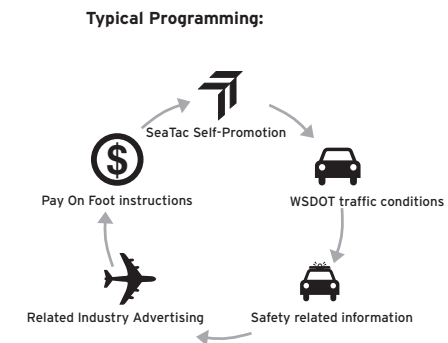 Typical Programming:
SeaTac Self-Promotion
$
Pay On Foot instructions
WSDOT traffic conditions
Related Industry Advertising
Safety related information